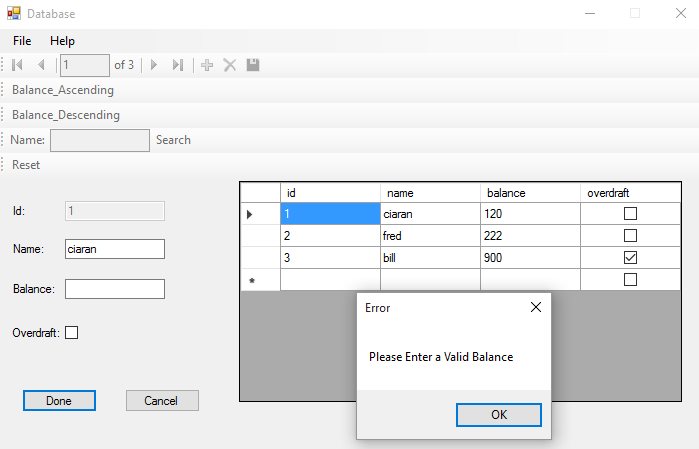 Database
File Help
1 of 3
Balance_Ascending
Balance_Descending
Name: Search
Reset
id name balance overdraft
Id: 1
1 ciaran 120
2 fred 222
Name: ciaran
3 bill 900
*
Balance:
Overdraft:
Done Cancel
Error
Please Enter a Valid Balance
OK